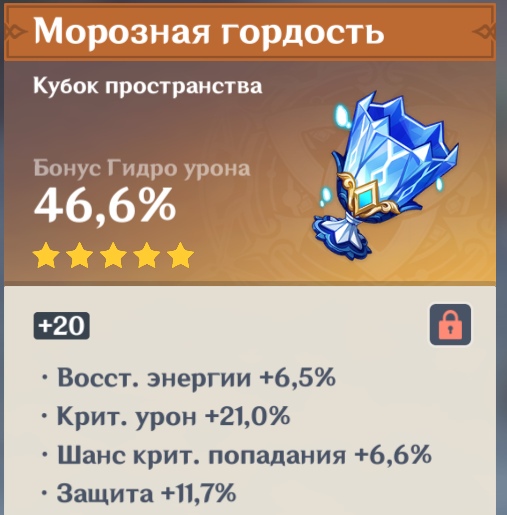 Морозная гордость
Кубок пространства
Бонус Гидро урона
46,6%
+20
· Восст. энергии +6,5%
· Крит. урон +21,0%
· Шанс крит. попадания +6,6%
· Защита +11,7%